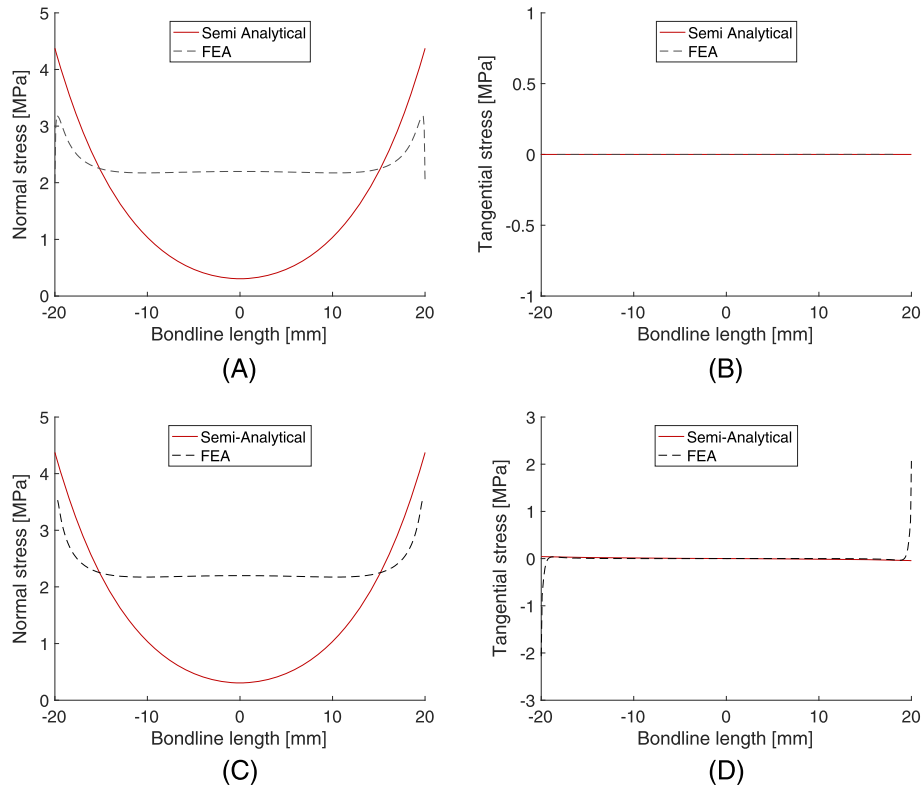 5
4
3
2
1
0
Normal stress [MPa]
Semi Analytical
FEA
-20
-10
0
10
20
Bondline length [mm]
(A)
1
0.5
0
-0.5
-1
Tangential stress [MPa]
Semi Analytical
FEA
-20
-10
0
10
20
Bondline length [mm]
(B)
5
4
3
2
1
0
Normal stress [MPa]
Semi-Analytical
FEA
-20
-10
0
10
20
Bondline length [mm]
(C)
3
2
1
0
-1
-2
-3
Tangential stress [MPa]
Semi-Analytical
FEA
-20
-10
0
10
20
Bondline length [mm]
(D)